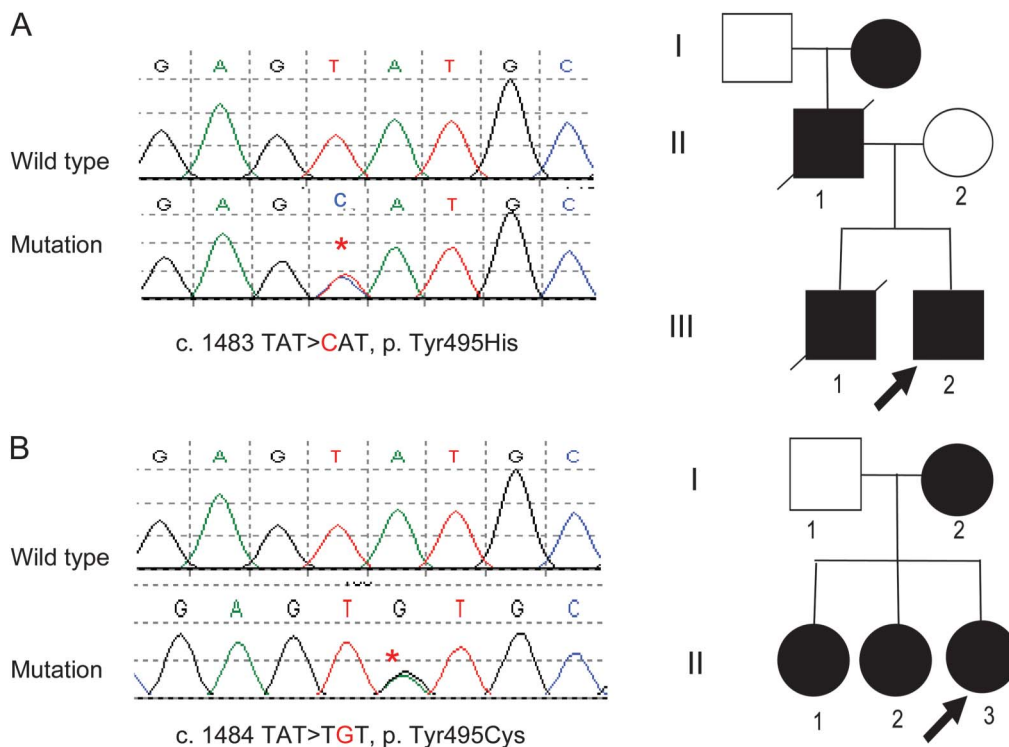 A
G A G T A T G C
Wild type
G A G C A T G C
*
Mutation
c. 1483 TAT>CAT, p. Tyr495His
I
II
1 2
III
1 2
B
G A G T A T G C
Wild type
G A G T G T G C
*
Mutation
c. 1484 TAT>TGT, p. Tyr495Cys
I
1 2
II
1 2 3